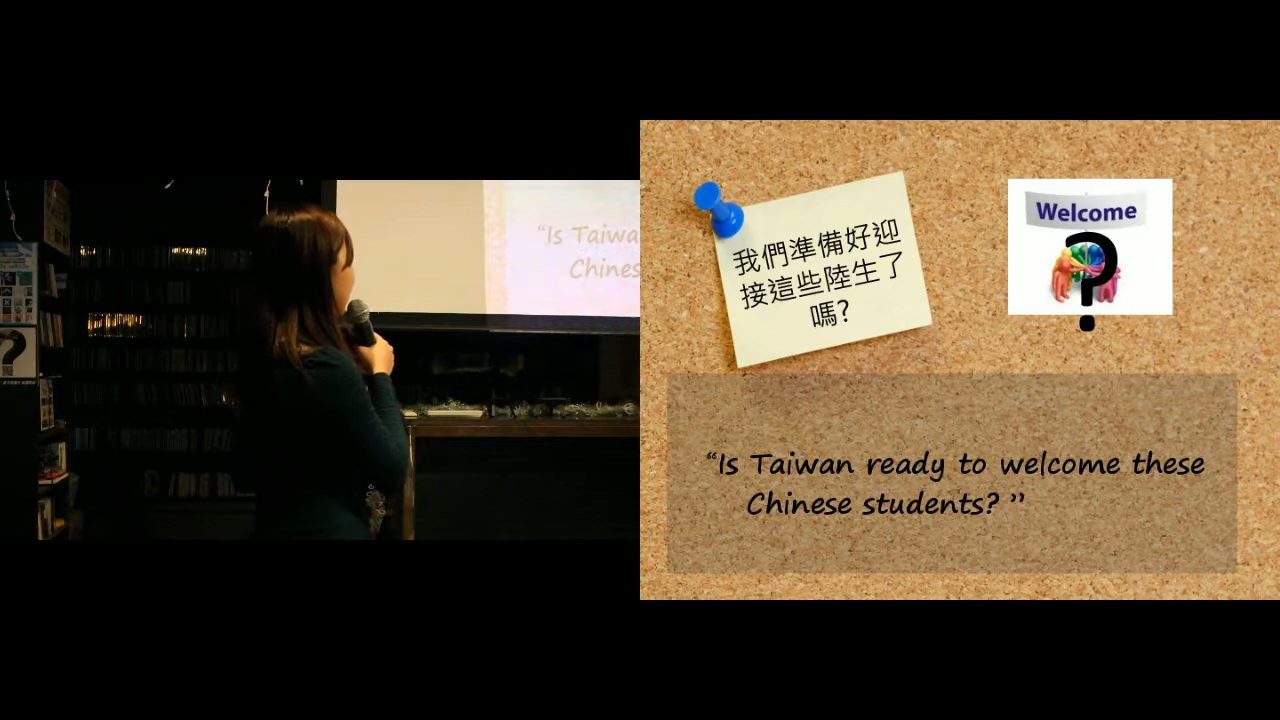 “Is Taiwa
Chines
我們準備好迎
接這些陸生了
嗎?
Welcome
?
“Is Taiwan ready to welcome these
Chinese students? ”